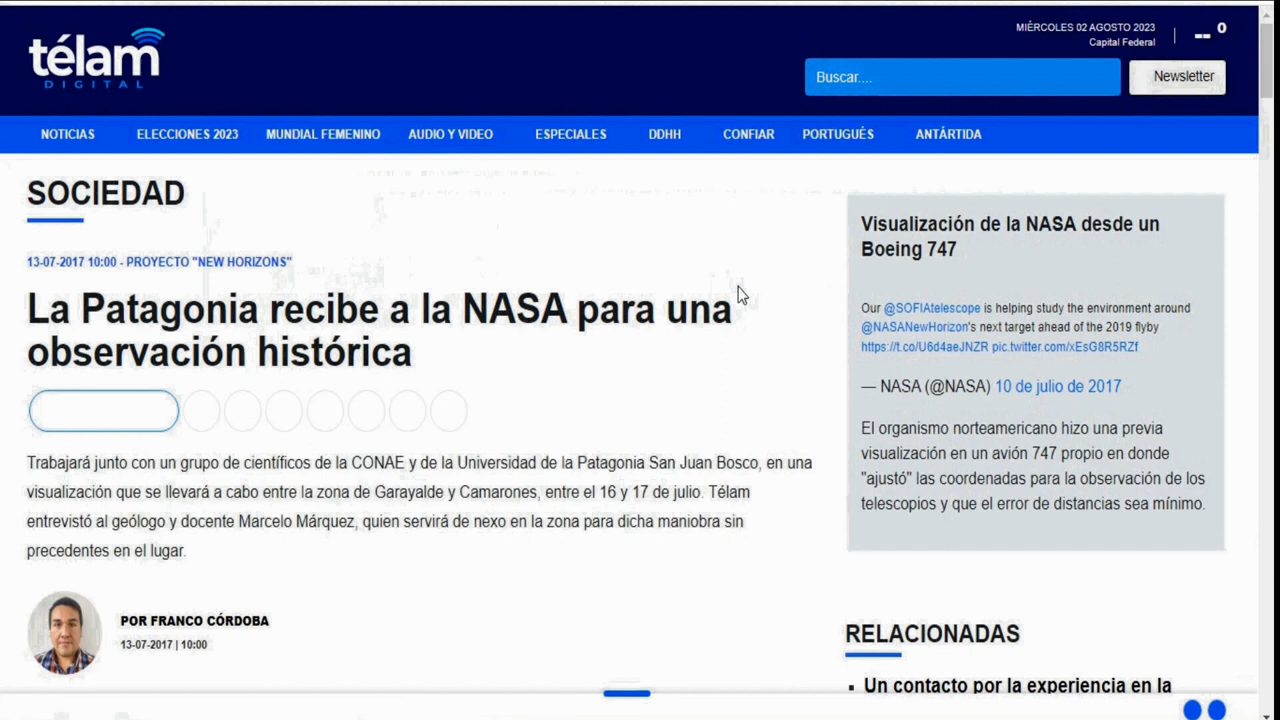 télam
DIGITAL
MIÉRCOLES 02 AGOSTO 2023
Capital Federal
-- 0
Buscar....
Newsletter
NOTICIAS ELECCIONES 2023 MUNDIAL FEMENINO AUDIO Y VIDEO ESPECIALES DDHH CONFIAR PORTUGUÊS ANTÁRTIDA
SOCIEDAD
13-07-2017 10:00 - PROYECTO "NEW HORIZONS"
La Patagonia recibe a la NASA para una
observación histórica
Trabajará junto con un grupo de científicos de la CONAE y de la Universidad de la Patagonia San Juan Bosco, en una
visualización que se llevará a cabo entre la zona de Garayalde y Camarones, entre el 16 y 17 de julio. Télam
entrevistó al geólogo y docente Marcelo Márquez, quien servirá de nexo en la zona para dicha maniobra sin
precedentes en el lugar.
POR FRANCO CÓRDOBA
13-07-2017 | 10:00
Visualización de la NASA desde un
Boeing 747
Our @SOFIAtelescope is helping study the environment around
@NASANewHorizon's next target ahead of the 2019 flyby
https://t.co/U6d4aeJNZR pic.twitter.com/xEsG8R5RZf
— NASA (@NASA) 10 de julio de 2017
El organismo norteamericano hizo una previa
visualización en un avión 747 propio en donde
"ajustó" las coordenadas para la observación de los
telescopios y que el error de distancias sea mínimo.
RELACIONADAS
Un contacto por la experiencia en la